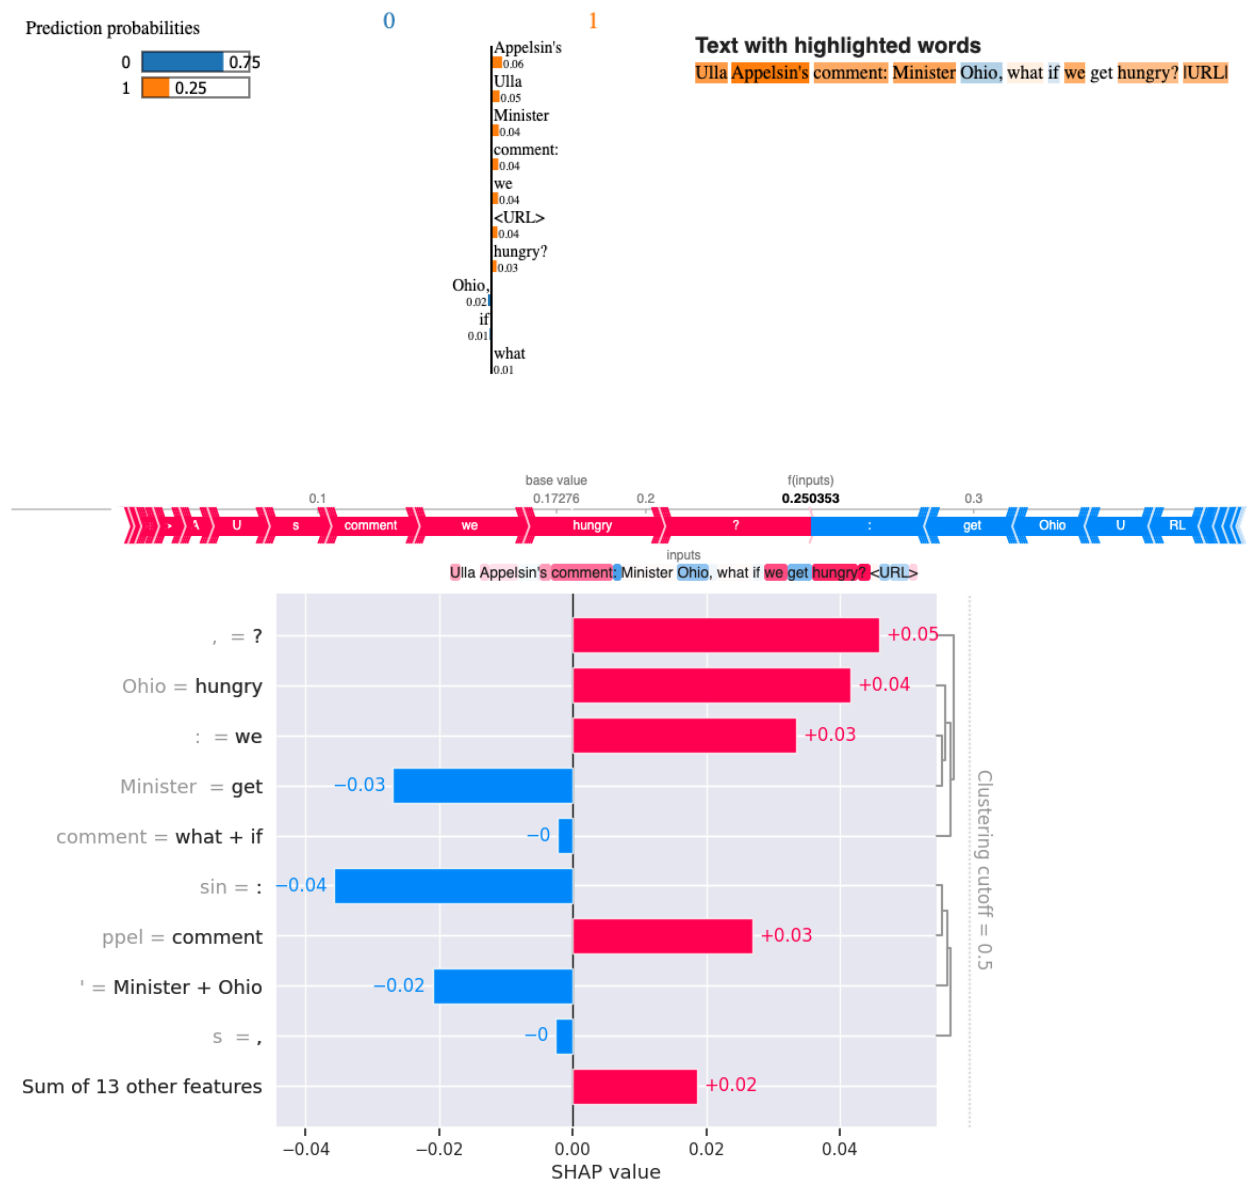 Prediction probabilities
0 0.75
1 0.25
0 1
Appelsin's
0.06
Ulla
0.05
Minister
0.04
comment:
0.04
we
0.04
<URL>
0.04
hungry?
0.03
Ohio,
0.02
if
0.01
what
0.01
Text with highlighted words
Ulla Appelsin's comment: Minister Ohio, what if we get hungry? |URL|
base value f(inputs)
0.1 0.17276 0.2 0.250353 0.3
> A U s comment we hungry ? : get Ohio U RL
inputs
Ulla Appelsin's comment: Minister Ohio, what if we get hungry? <URL>
, = ? +0.05
Ohio = hungry +0.04
: = we +0.03
Minister = get −0.03
comment = what + if −0
sin = : −0.04
ppel = comment +0.03
' = Minister + Ohio −0.02
s = , −0
Sum of 13 other features +0.02
Clustering cutoff = 0.5
−0.04 −0.02 0.00 0.02 0.04
SHAP value